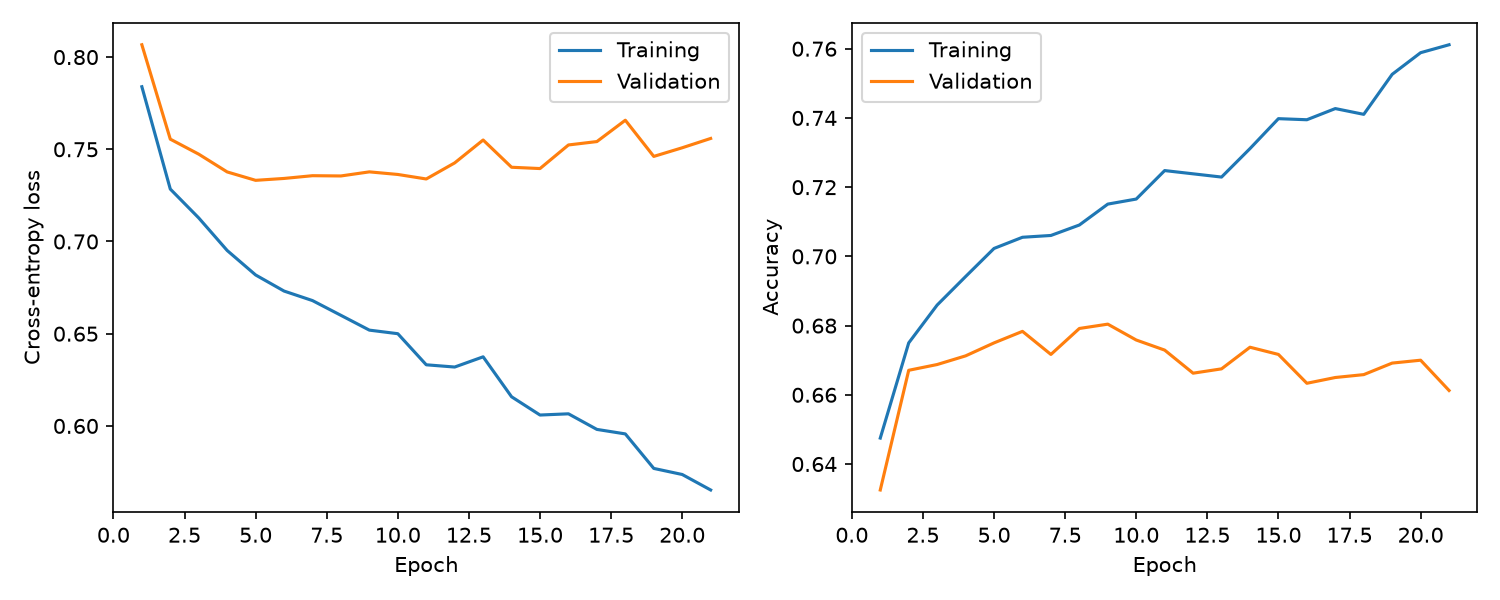 Training
Validation
0.80
0.75
0.70
0.65
0.60
Cross-entropy loss
0.0 2.5 5.0 7.5 10.0 12.5 15.0 17.5 20.0
Epoch
Training
Validation
0.76
0.74
0.72
0.70
0.68
0.66
0.64
Accuracy
0.0 2.5 5.0 7.5 10.0 12.5 15.0 17.5 20.0
Epoch